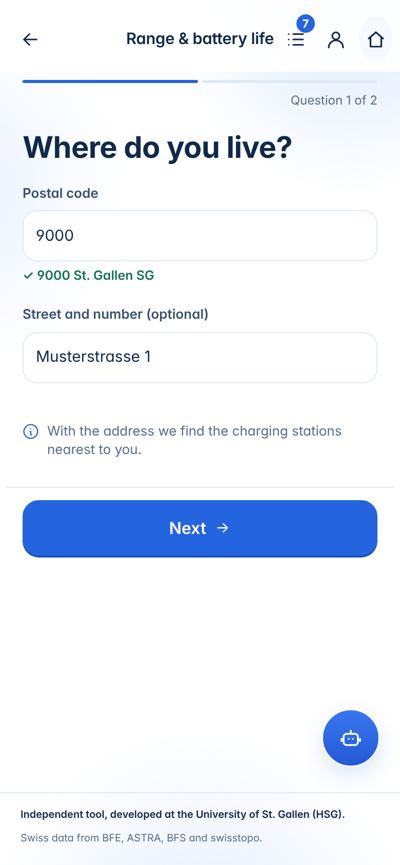 Range & battery life
7
Question 1 of 2
Where do you live?
Postal code
9000
✓ 9000 St. Gallen SG
Street and number (optional)
Musterstrasse 1
With the address we find the charging stations
nearest to you.
Next →
Independent tool, developed at the University of St. Gallen (HSG).
Swiss data from BFE, ASTRA, BFS and swisstopo.